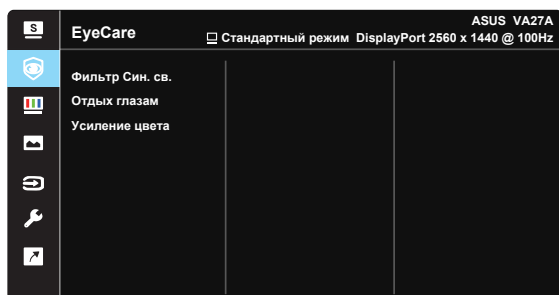 S
ASUS VA27A
EyeCare
Стандартный режим DisplayPort 2560 x 1440 @ 100Hz
Фильтр Син. св.
Отдых глазам
Усиление цвета